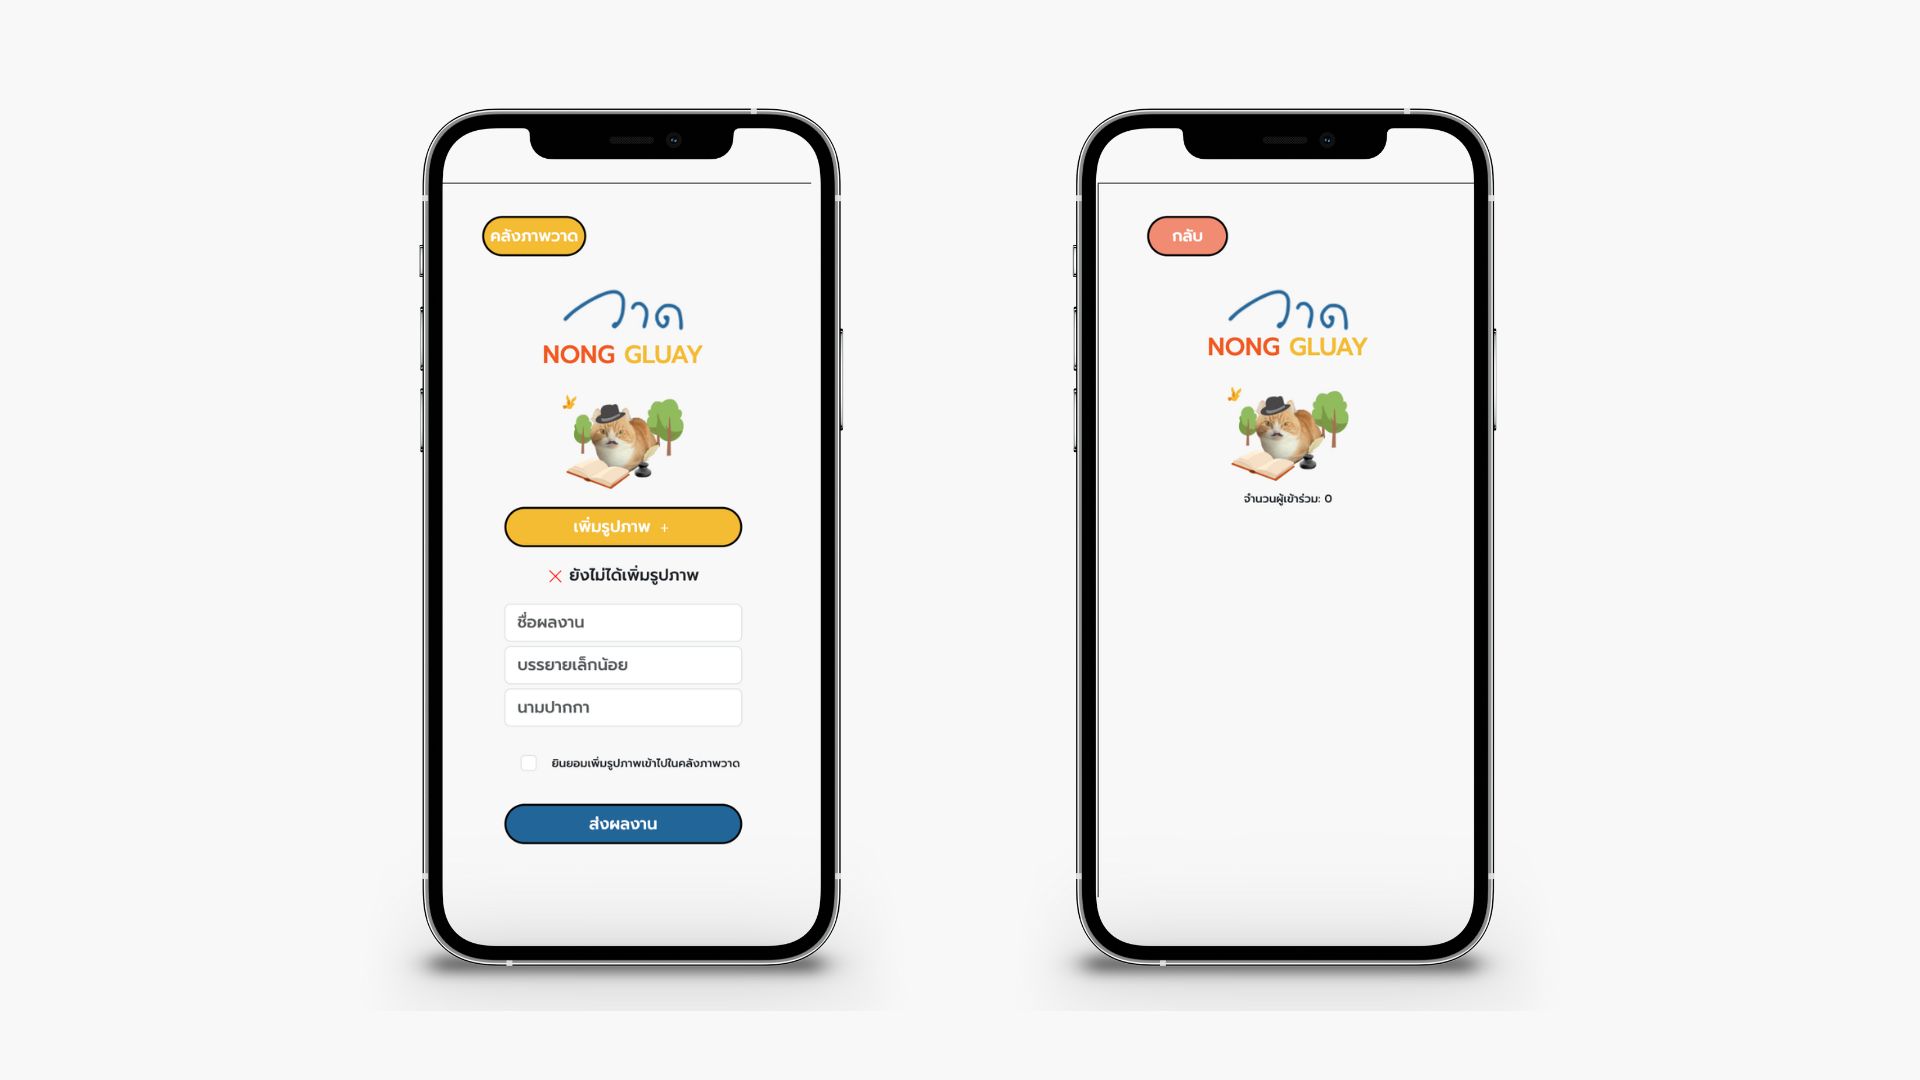 คลังภาพวาด
วาด
NONG GLUAY
เพิ่มรูปภาพ +
ยังไม่ได้เพิ่มรูปภาพ
ชื่อผลงาน
บรรยายเล็กน้อย
นามปากกา
ยินยอมเพิ่มรูปภาพเข้าไปในคลังภาพวาด
ส่งผลงาน
กลับ
วาด
NONG GLUAY
จำนวนผู้เข้าร่วม: 0